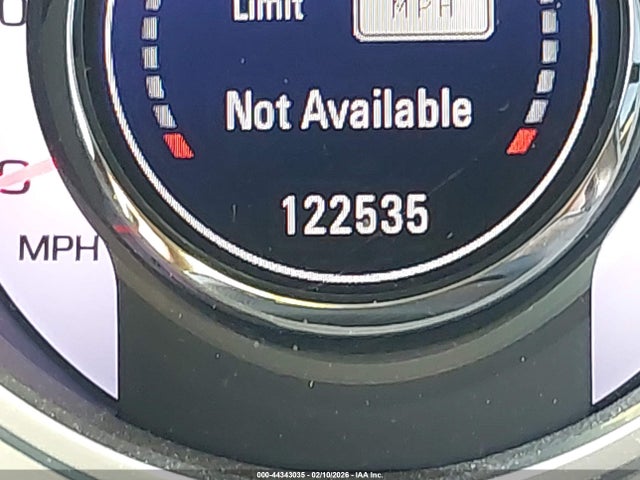 Limit
MPH
Not Available
122535
MPH
000-44343035 - 02/10/2026 - IAA Inc.